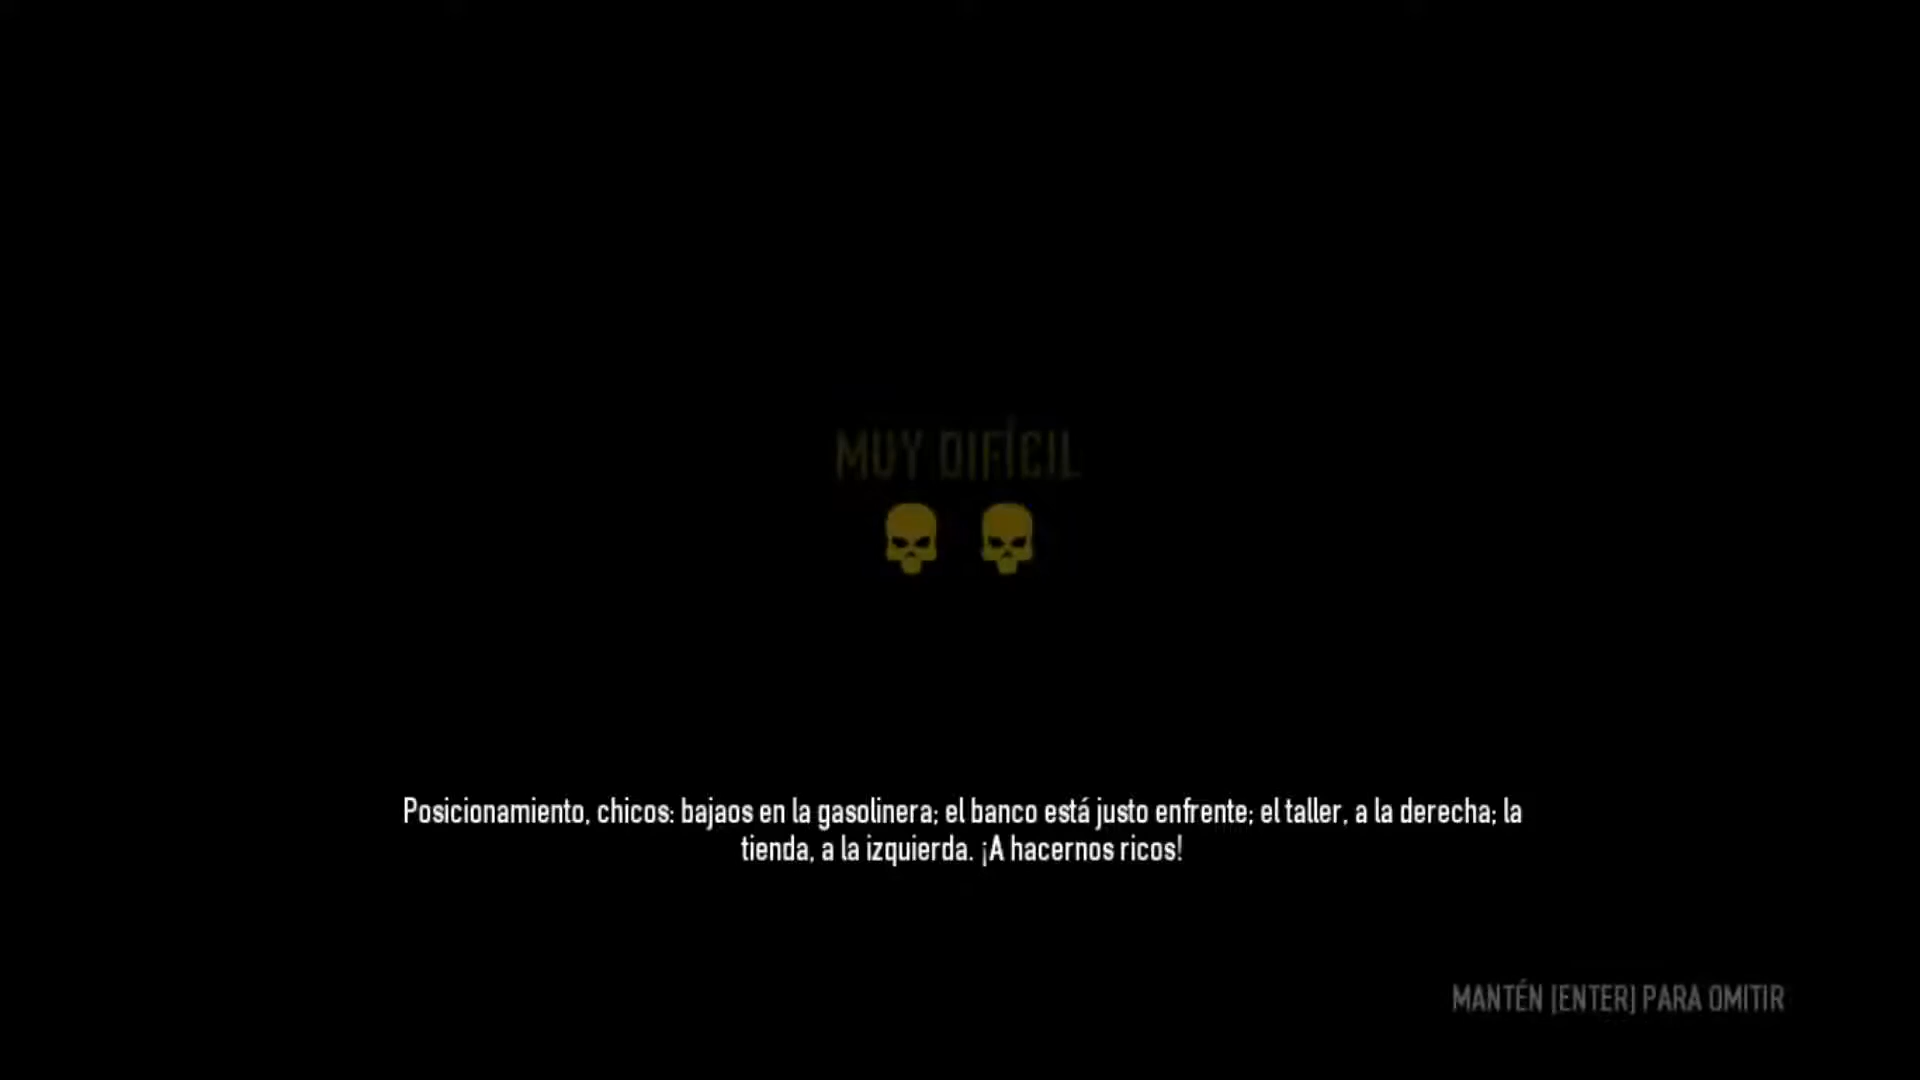 MUY DIFÍCIL
Posicionamiento, chicos: bajaos en la gasolinera; el banco está justo enfrente; el taller, a la derecha; la
tienda, a la izquierda. ¡A hacernos ricos!
MANTÉN [ENTER] PARA OMITIR